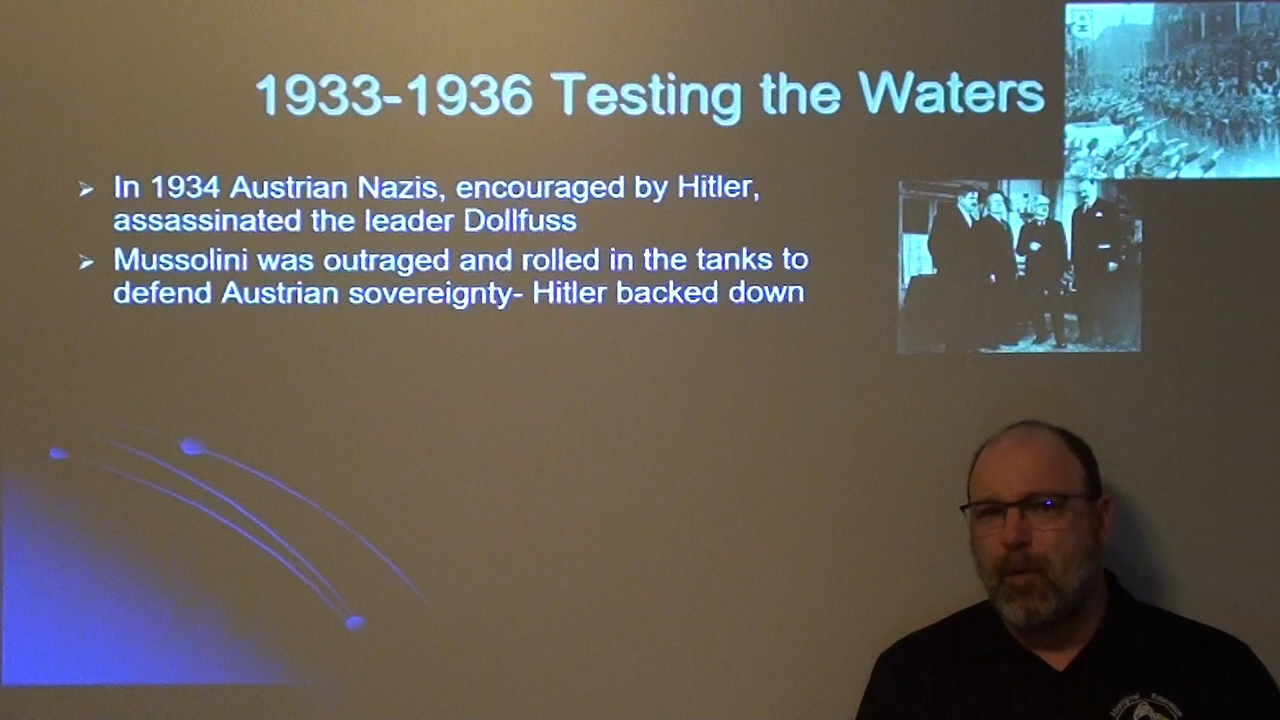 1933-1936 Testing the Waters
In 1934 Austrian Nazis, encouraged by Hitler,
assassinated the leader Dollfuss
Mussolini was outraged and rolled in the tanks to
defend Austrian sovereignty- Hitler backed down